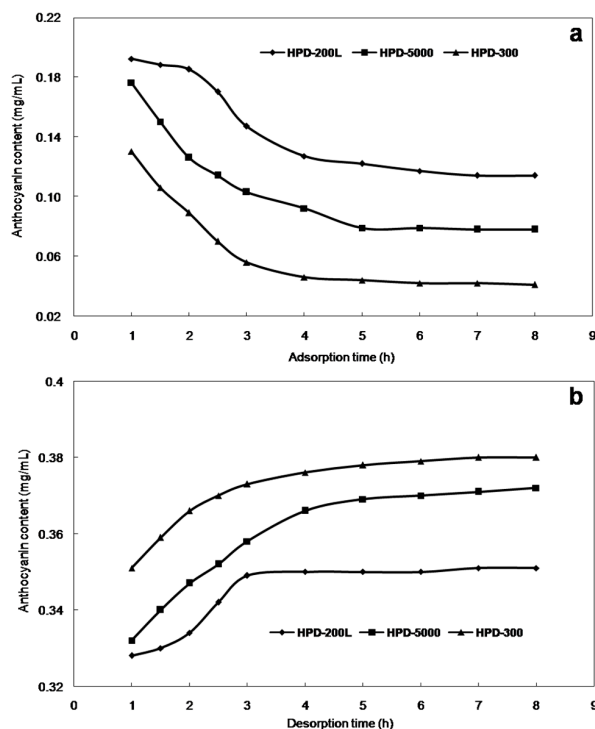 a
HPD-200L HPD-5000 HPD-300
Anthocyanin content (mg/mL)
0.22
0.18
0.14
0.10
0.06
0.02
0 1 2 3 4 5 6 7 8 9
Adsorption time (h)
b
Anthocyanin content (mg/mL)
0.4
0.38
0.36
0.34
0.32
HPD-200L HPD-5000 HPD-300
0 1 2 3 4 5 6 7 8 9
Desorption time (h)